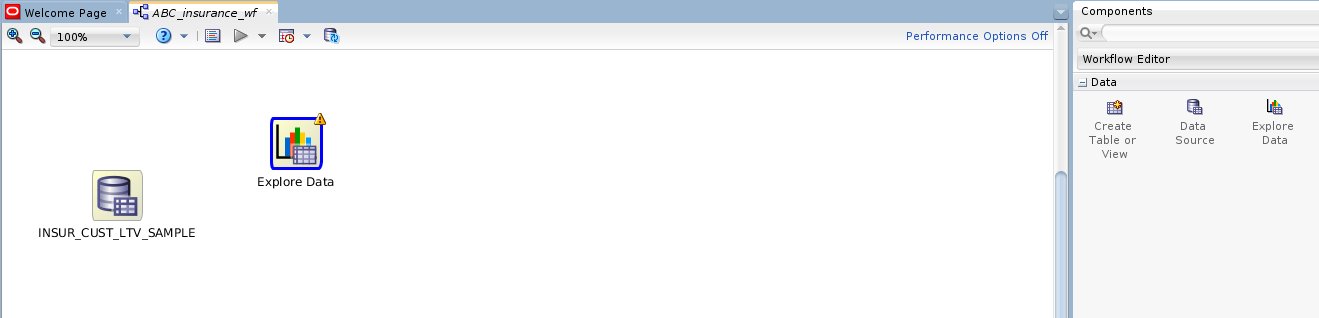 Welcome Page
ABC_insurance_wf
Components
100%
Performance Options Off
Workflow Editor
Data
Create Table or View
Data Source
Explore Data
Explore Data
INSUR_CUST_LTV_SAMPLE